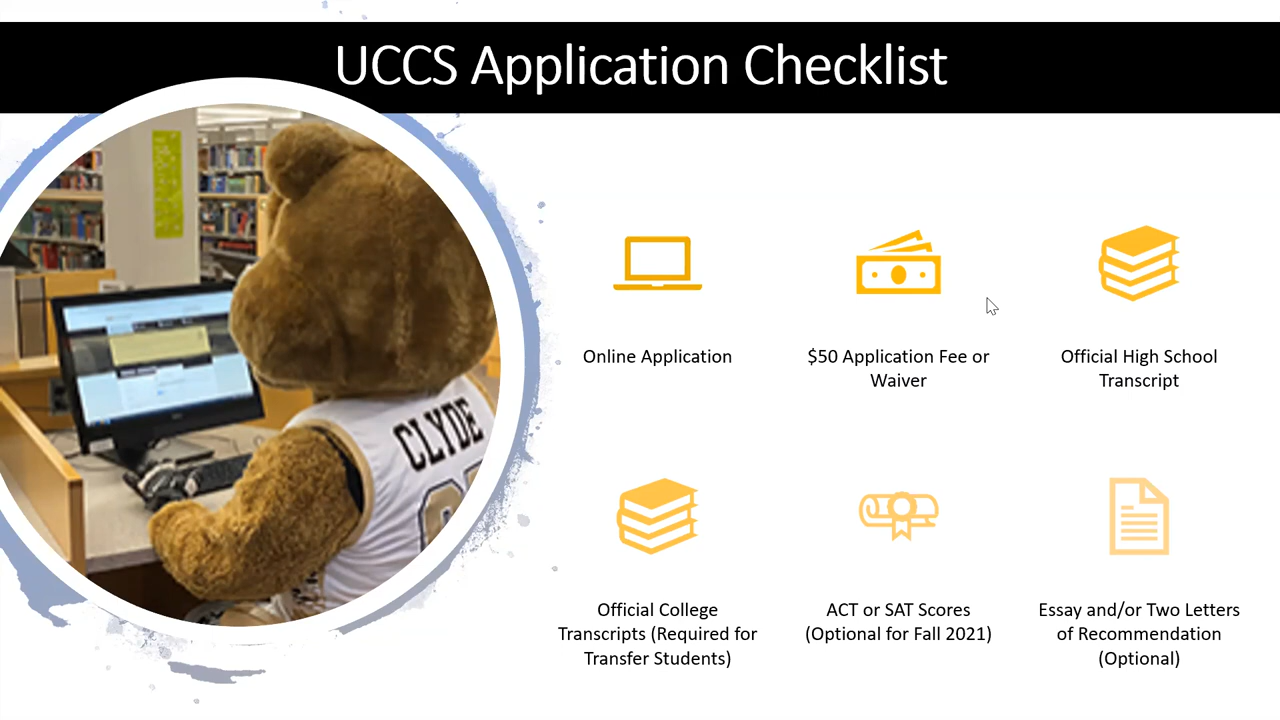 UCCS Application Checklist
CLYDE
Online Application
$50 Application Fee or
Waiver
Official High School
Transcript
Official College
Transcripts (Required for
Transfer Students)
ACT or SAT Scores
(Optional for Fall 2021)
Essay and/or Two Letters
of Recommendation
(Optional)